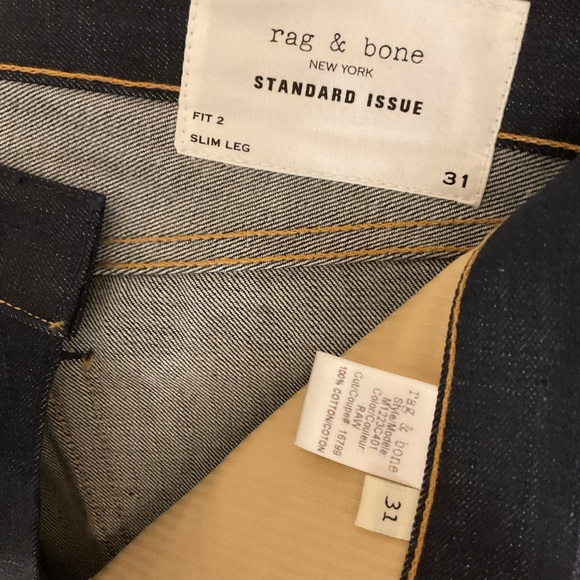 rag & bone
NEW YORK
STANDARD ISSUE
FIT 2
SLIM LEG
31
rag & bone
Style/Modele:
M1223C401
Color/Couleur:
RAW
Cut/Coupe# 16799
100% COTTON/COTON
31